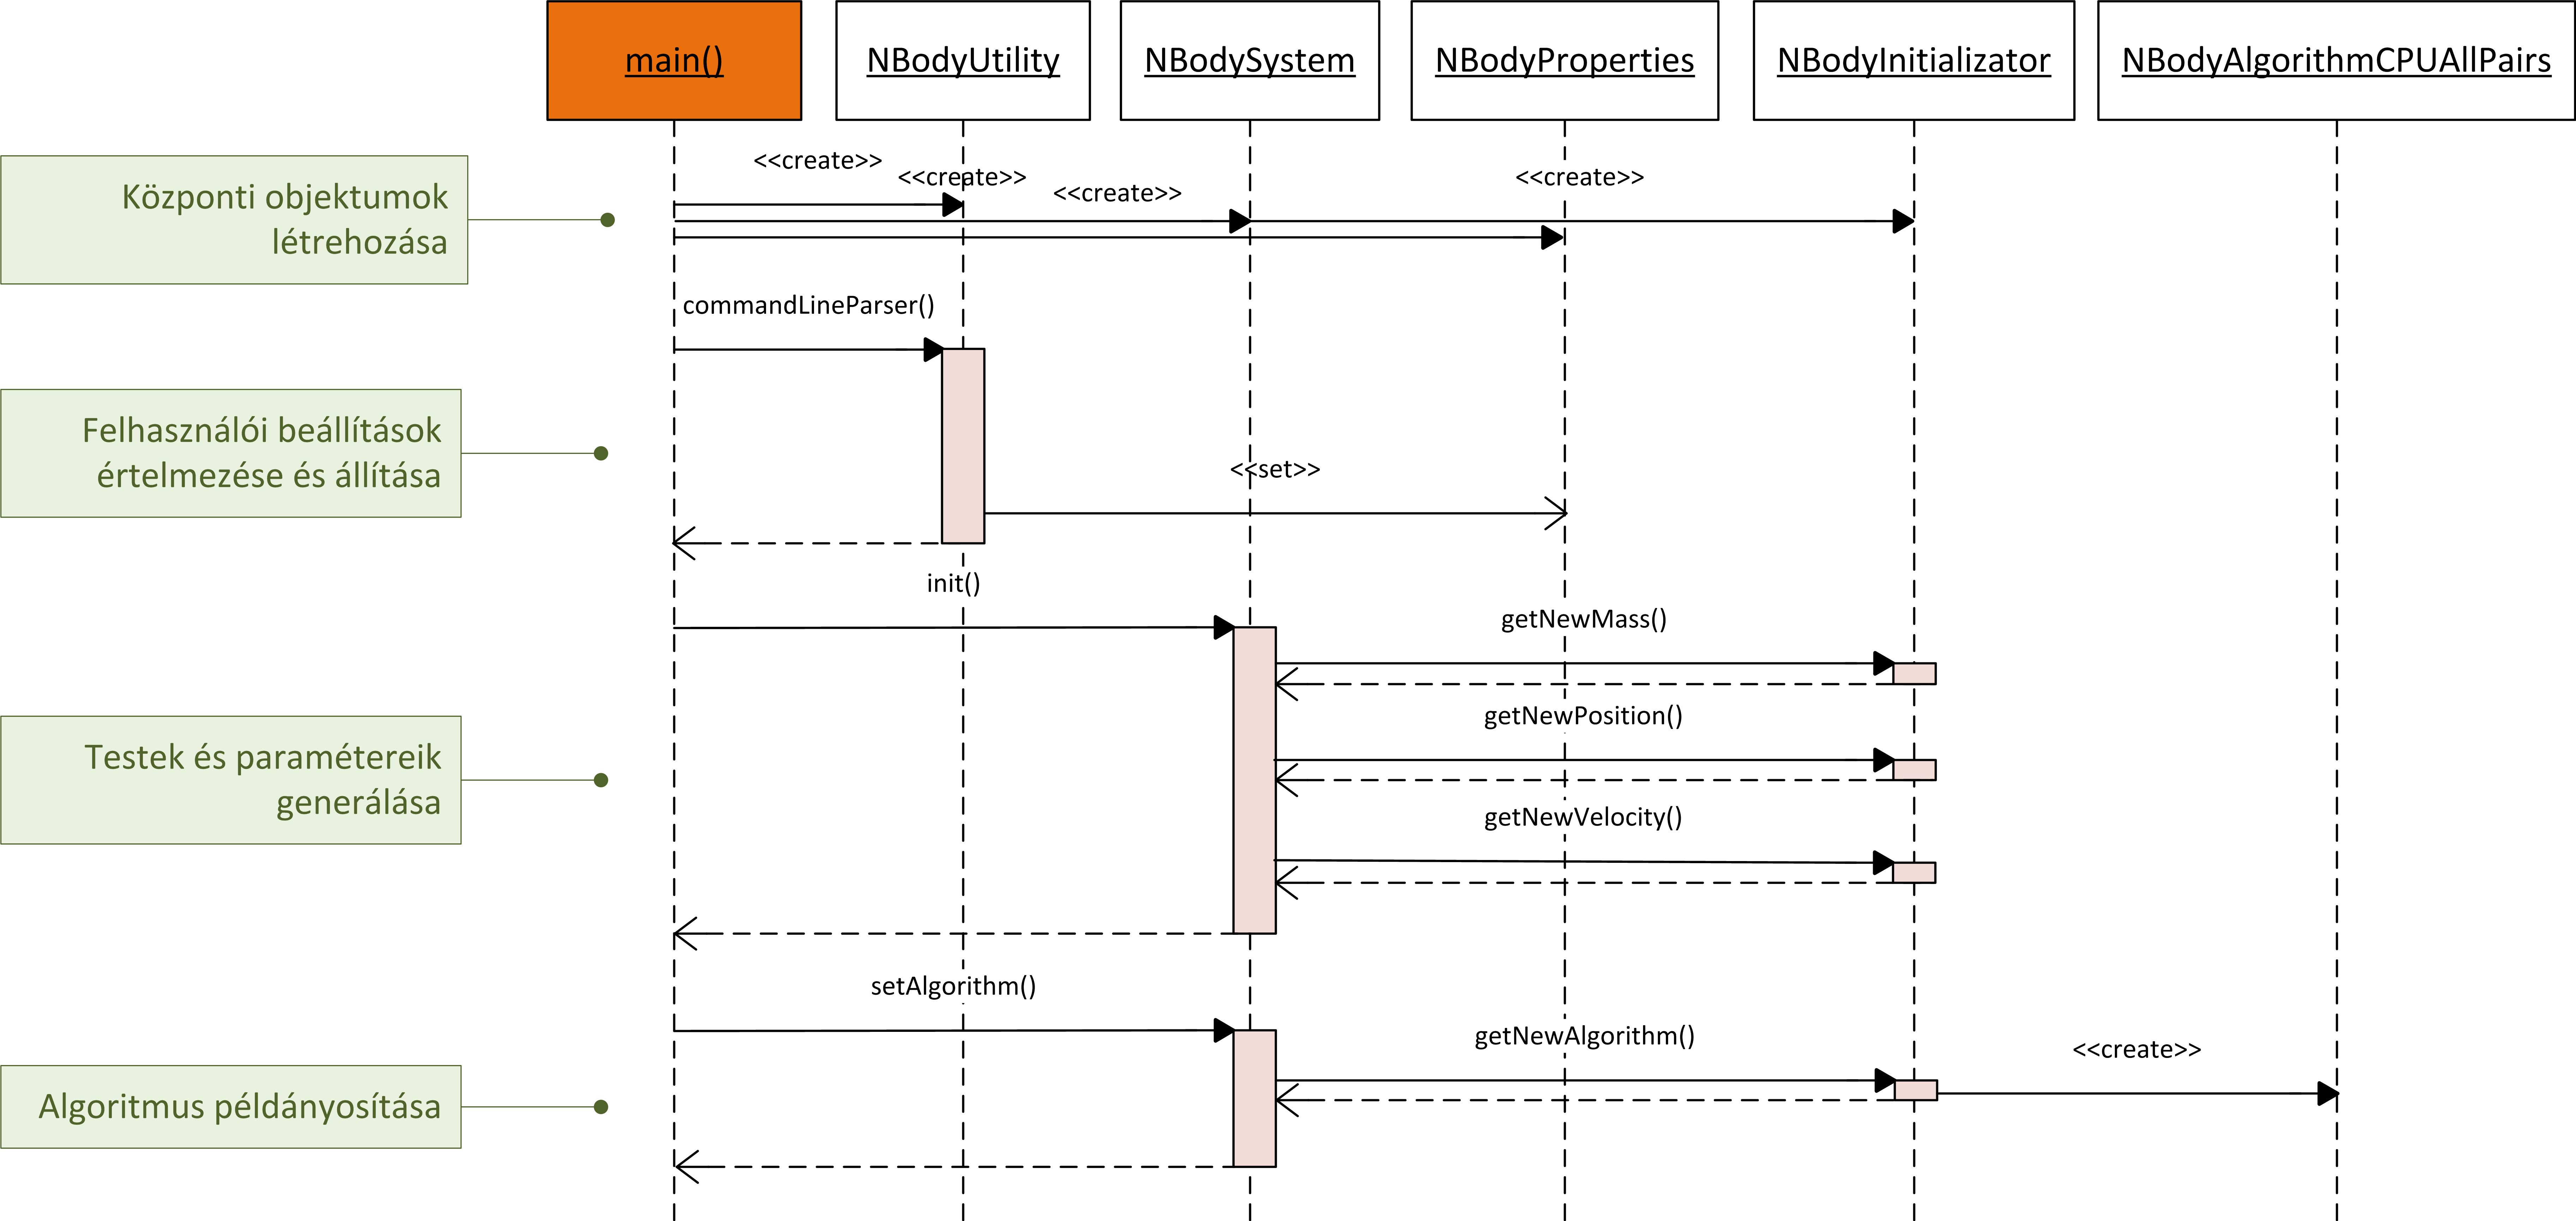 main()
NBodyUtility
NBodySystem
NBodyProperties
NBodyInitializator
NBodyAlgorithmCPUAllPairs
<<create>>
<<create>>
<<create>>
<<create>>
Központi objektumok
létrehozása
commandLineParser()
Felhasználói beállítások
értelmezése és állítása
<<set>>
init()
getNewMass()
getNewPosition()
Testek és paramétereik
generálása
getNewVelocity()
setAlgorithm()
getNewAlgorithm()
<<create>>
Algoritmus példányosítása